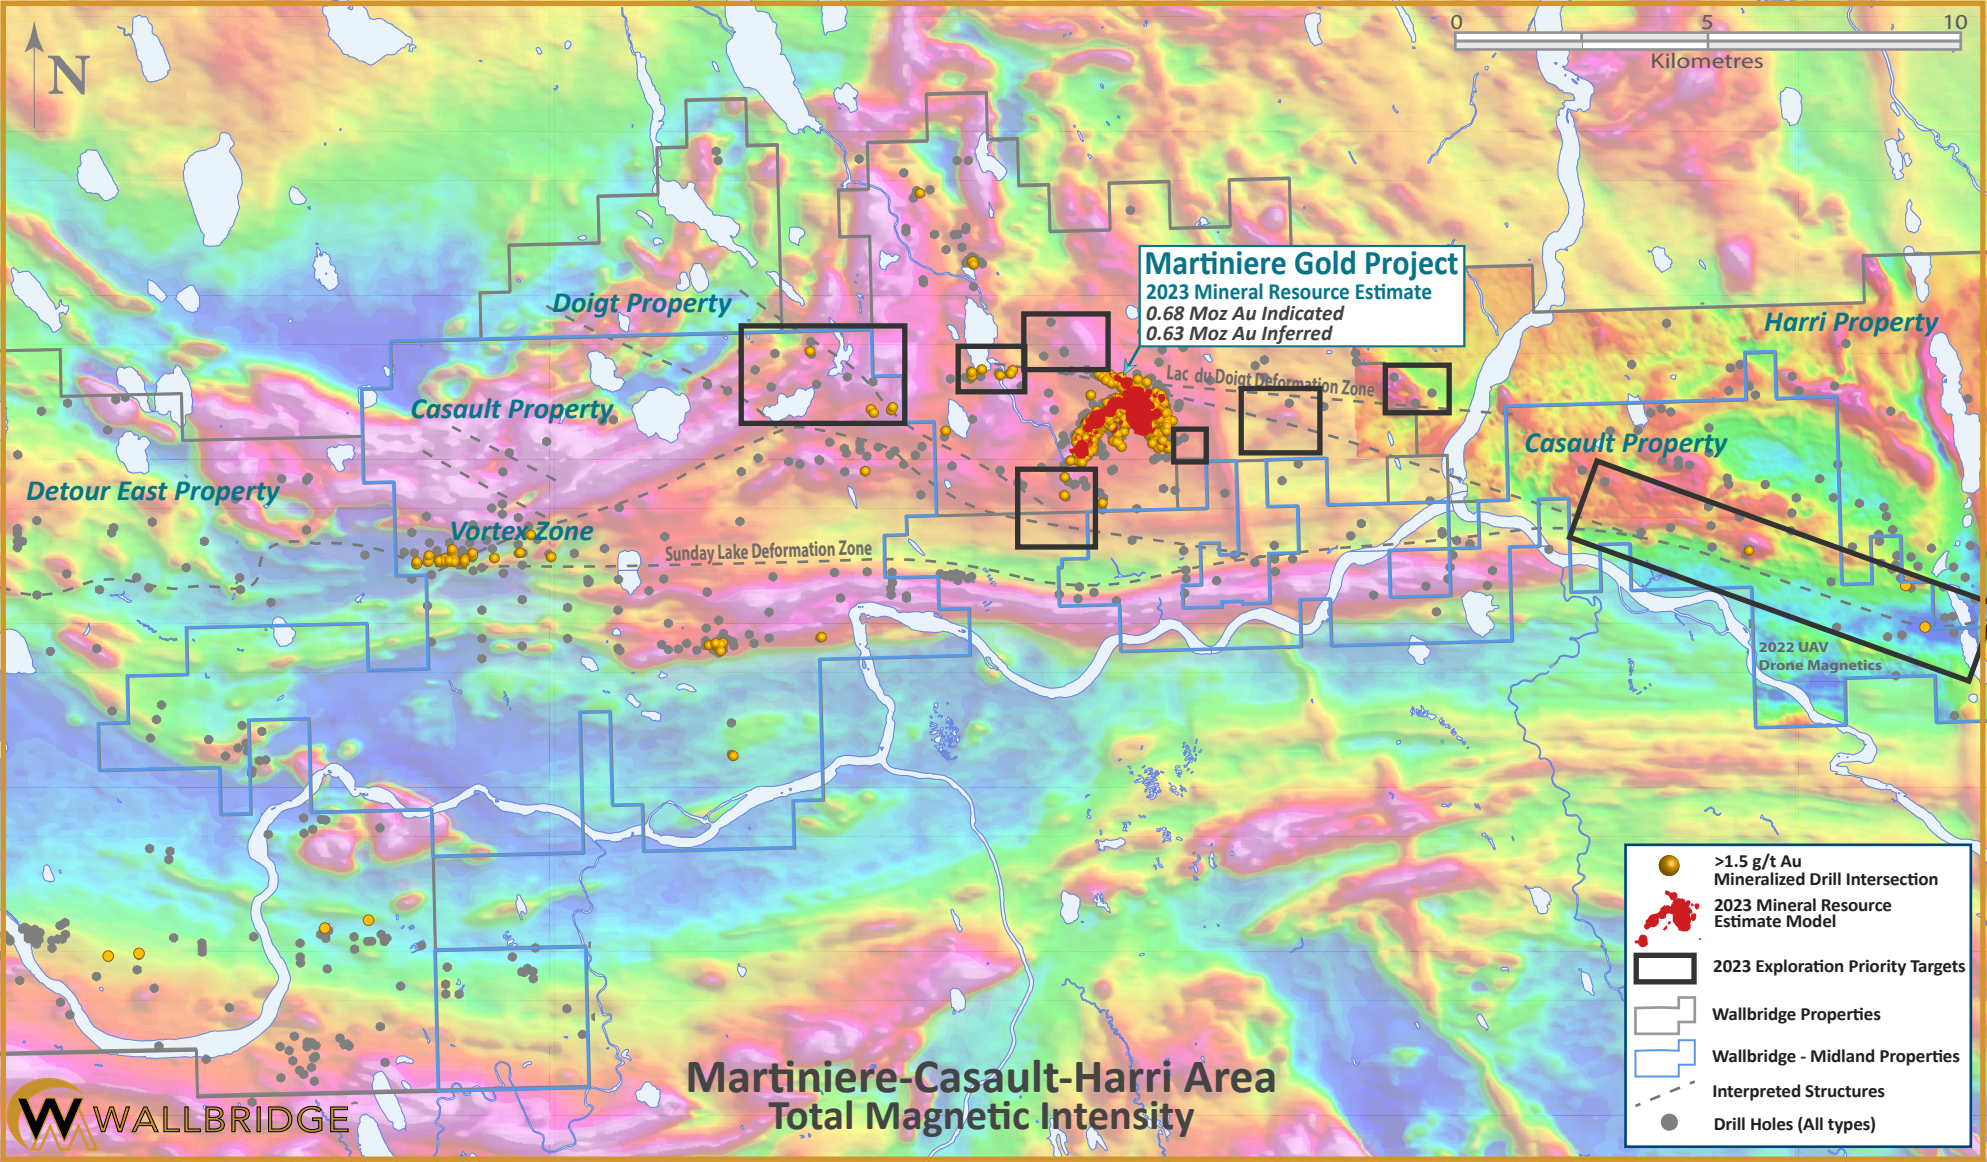 N
0 5 10
Kilometres
Martiniere Gold Project
2023 Mineral Resource Estimate
0.68 Moz Au Indicated
0.63 Moz Au Inferred
Doigt Property
Harri Property
Lac du Doigt Deformation Zone
Casault Property
Casault Property
Detour East Property
Vortex Zone
Sunday Lake Deformation Zone
2022 UAV
Drone Magnetics
>1.5 g/t Au
Mineralized Drill Intersection
2023 Mineral Resource
Estimate Model
2023 Exploration Priority Targets
Wallbridge Properties
Wallbridge - Midland Properties
Interpreted Structures
Drill Holes (All types)
Martiniere-Casault-Harri Area
Total Magnetic Intensity
WALLBRIDGE